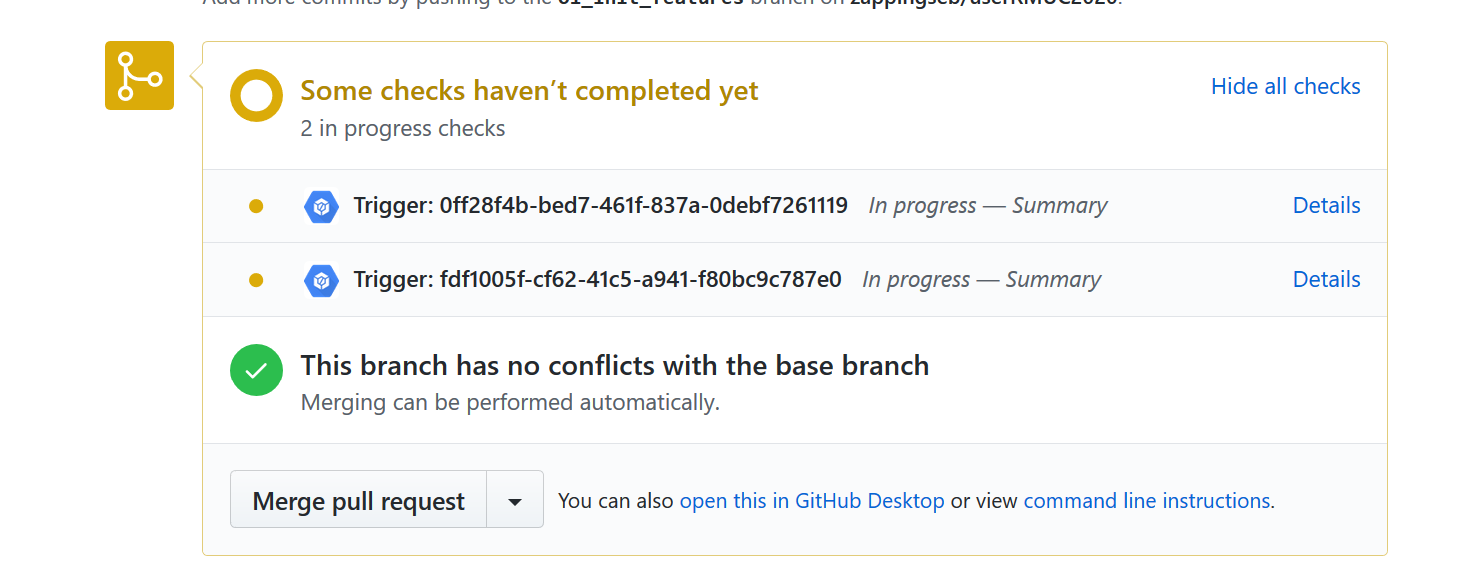 Add more commits by pushing to the 01_init_features branch on zappingseb/userRMUC2020.
Some checks haven’t completed yet
Hide all checks
2 in progress checks
Trigger: 0ff28f4b-bed7-461f-837a-0debf7261119 In progress — Summary
Details
Trigger: fdf1005f-cf62-41c5-a941-f80bc9c787e0 In progress — Summary
Details
This branch has no conflicts with the base branch
Merging can be performed automatically.
Merge pull request
You can also open this in GitHub Desktop or view command line instructions.